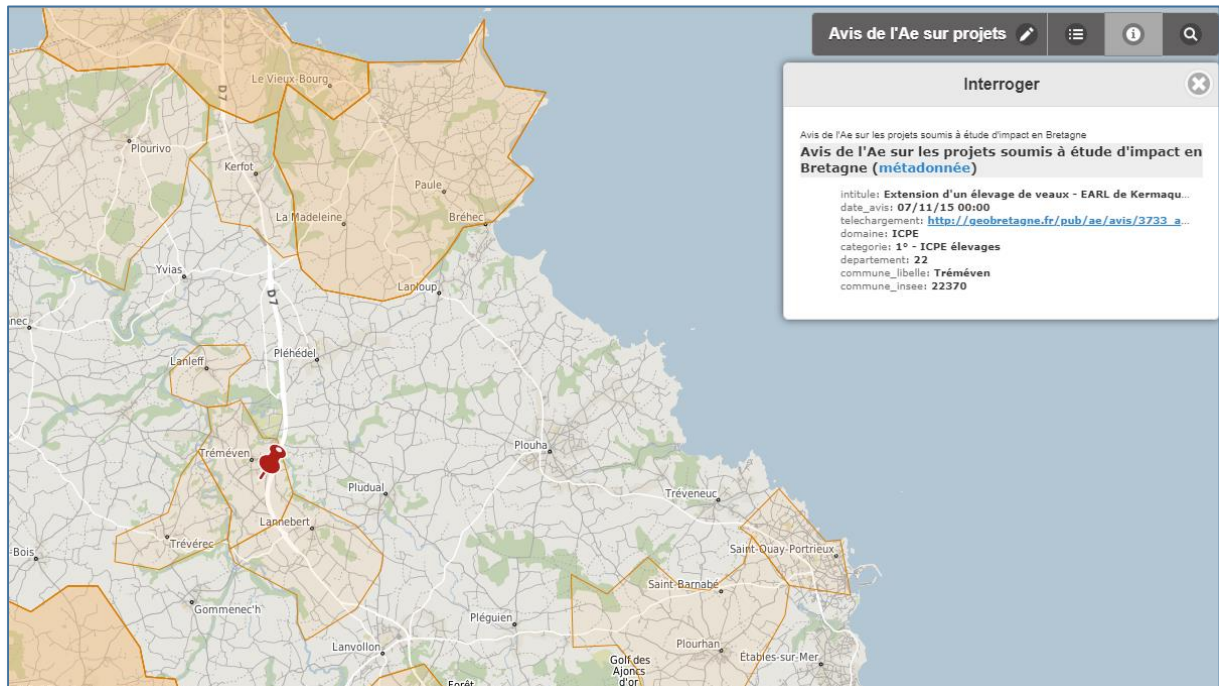 Avis de l'Ae sur projets
Interroger
Avis de l'Ae sur les projets soumis à étude d'impact en Bretagne
Avis de l'Ae sur les projets soumis à étude d'impact en
Bretagne (métadonnée)
intitule: Extension d'un élevage de veaux - EARL de Kermaqu...
date_avis: 07/11/15 00:00
telechargement: http://geobretagne.fr/pub/ae/avis/3733_a...
domaine: ICPE
categorie: 1° - ICPE élevages
departement: 22
commune_libelle: Tréméven
commune_insee: 22370
Le Vieux-Bourg
D 7
Plourivo
Kerfot
Paule
La Madeleine
Bréhec
Yvias
Lanloup
D 7
nec
Pléhédel
Lanleff
Plouha
Tréméven
Pludual
Tréveneuc
Lannebert
Trévérec
-Bois
Saint-Quay-Portrieux
Saint-Barnabé
Gommenec'h
Pléguien
Lanvollon
Plourhan
Étables-sur-Mer
Golf des
Ajoncs
d'or
Forêt